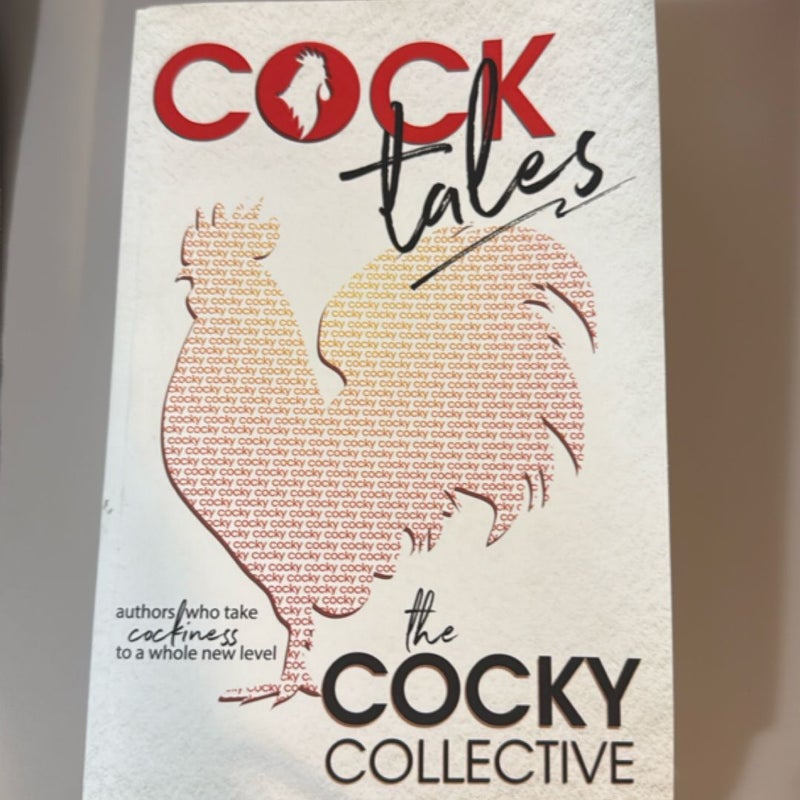 COCK
tales
authors who take
cockiness
to a whole new level
the
COCKY
COLLECTIVE